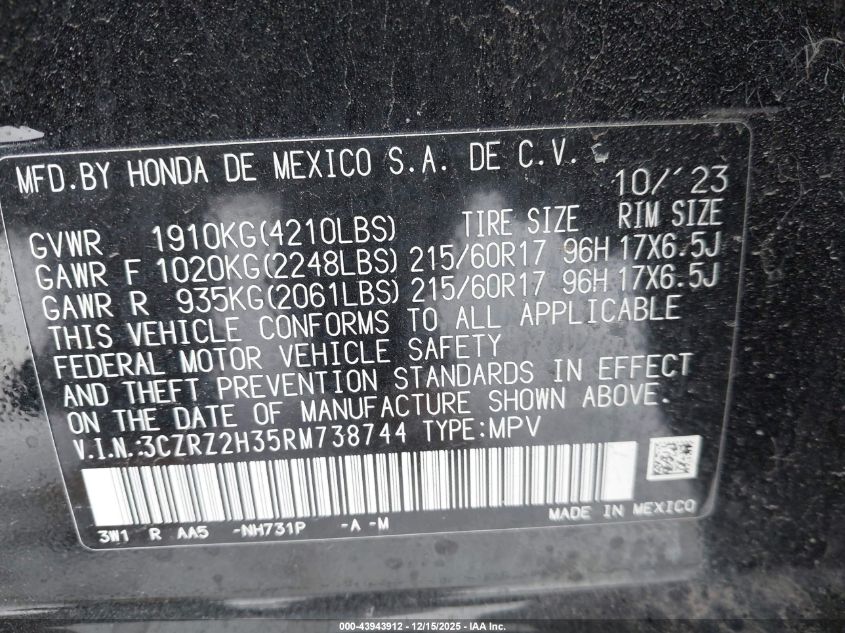 MFD.BY HONDA DE MEXICO S.A. DE C.V.
10/'23
GVWR 1910KG(4210LBS) TIRE SIZE RIM SIZE
GAWR F 1020KG(2248LBS) 215/60R17 96H 17X6.5J
GAWR R 935KG(2061LBS) 215/60R17 96H 17X6.5J
THIS VEHICLE CONFORMS TO ALL APPLICABLE
FEDERAL MOTOR VEHICLE SAFETY
AND THEFT PREVENTION STANDARDS IN EFFECT
ON THE DATE OF MANUFACTURE SHOWN ABOVE.
V.I.N.:3CZRZ2H35RM738744 TYPE:MPV
3W1 R AA5 -NH731P -A -M MADE IN MEXICO
000-43943912 - 12/15/2025 - IAA Inc.